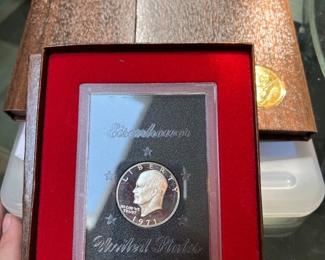 Eisenhower
LIBERTY
IN GOD WE
TRUST
1971
United States